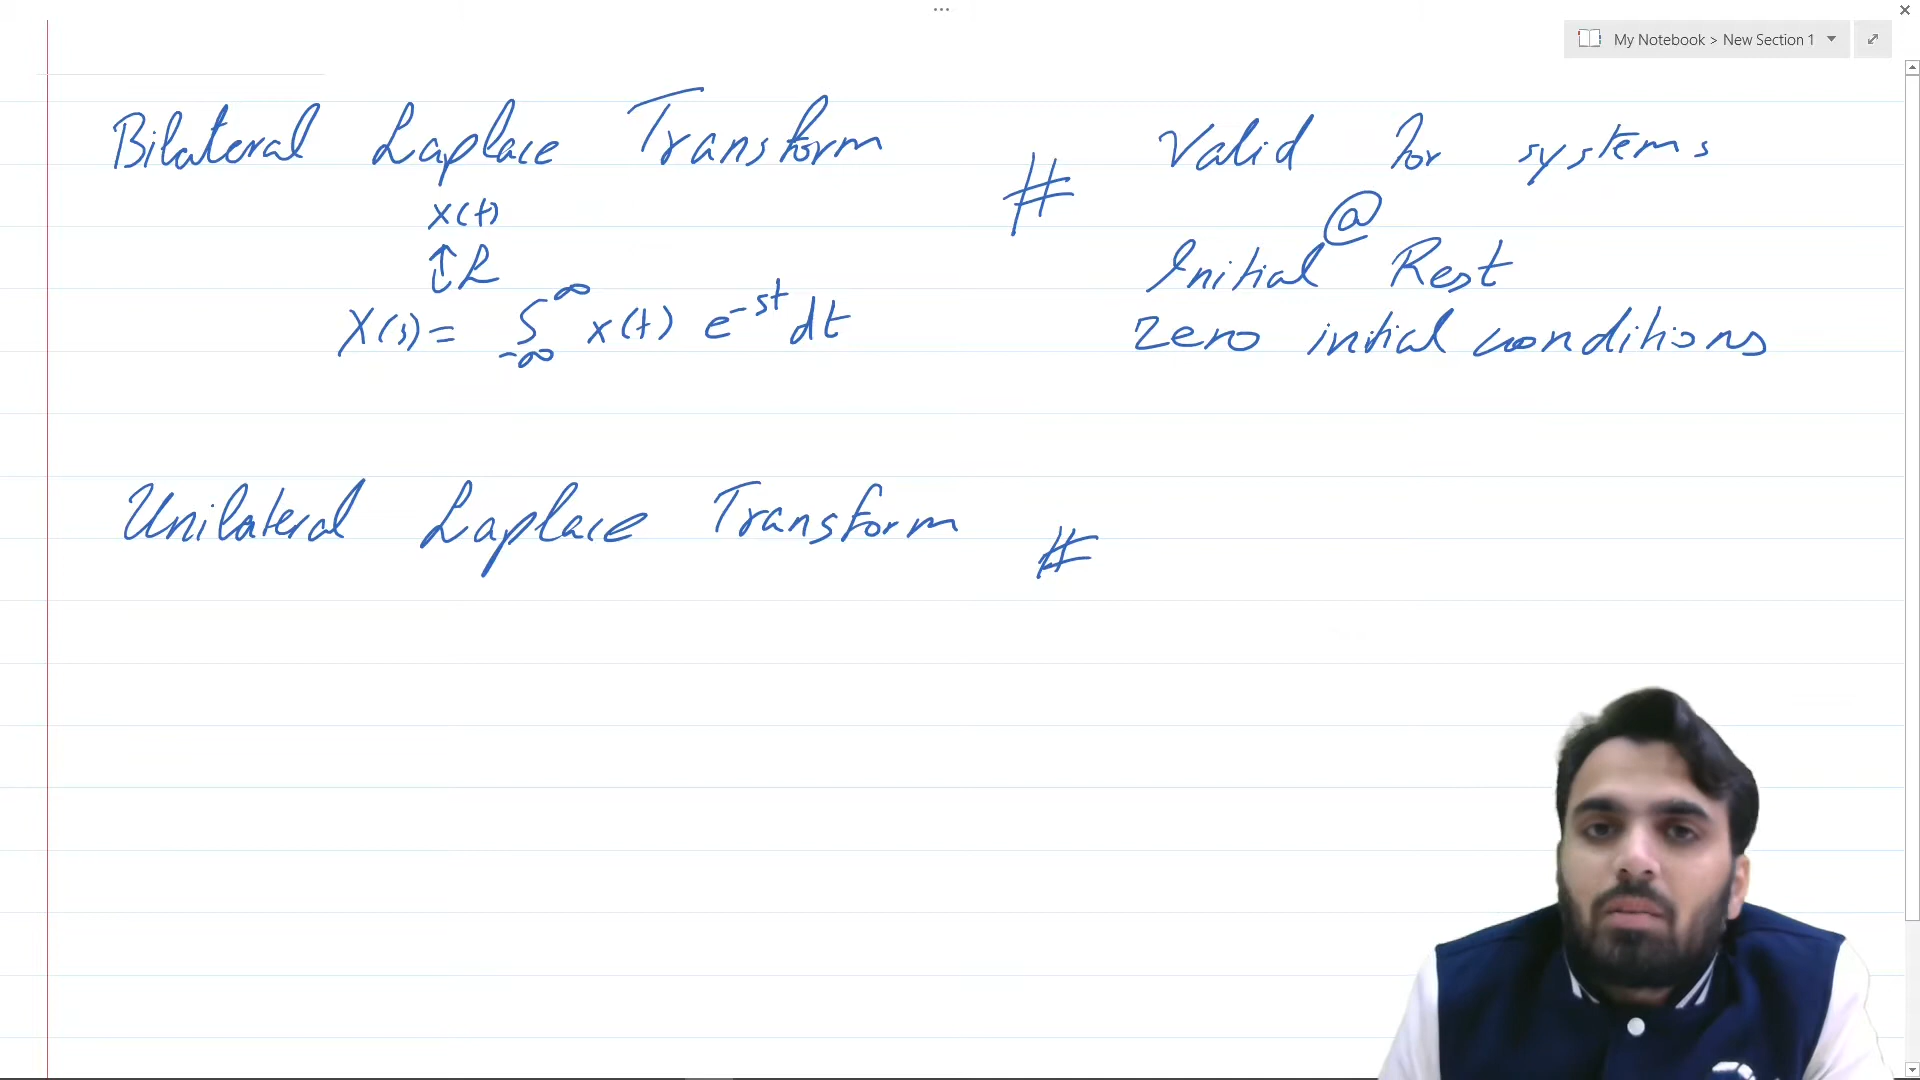 My Notebook > New Section 1
Bilateral Laplace Transform
x(t)
↕ L
X(s) = ∫_{-∞}^{∞} x(t) e^{-st} dt
# Valid for systems
@
Initial Rest
Zero initial conditions
Unilateral Laplace Transform #